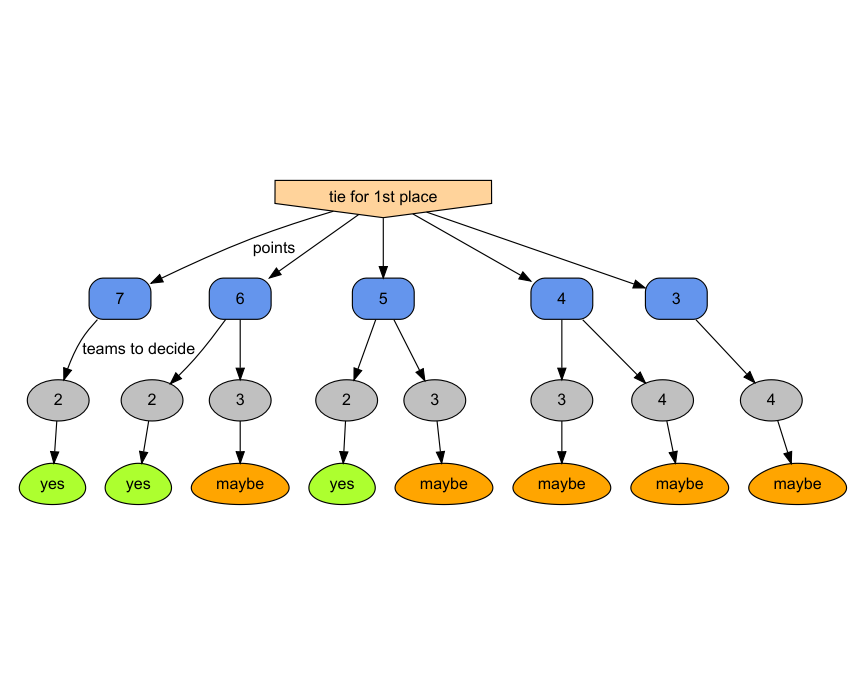 tie for 1st place
points
7 6 5 4 3
teams to decide
2 2 3 2 3 3 4 4
yes yes maybe yes maybe maybe maybe maybe